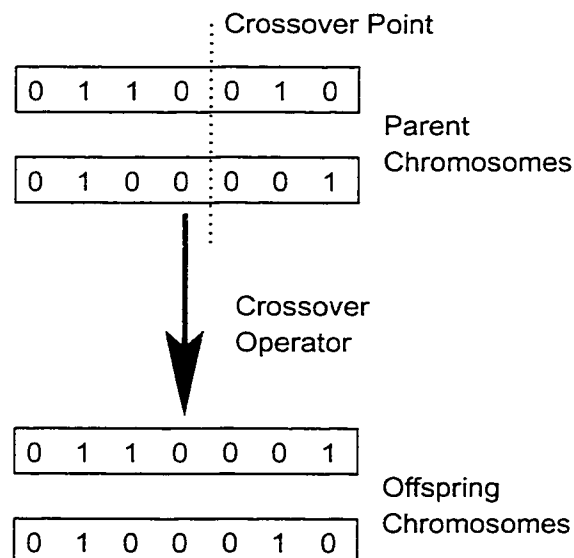 Crossover Point
0 1 1 0 0 1 0
Parent
Chromosomes
0 1 0 0 0 0 1
Crossover
Operator
0 1 1 0 0 0 1
Offspring
Chromosomes
0 1 0 0 0 1 0